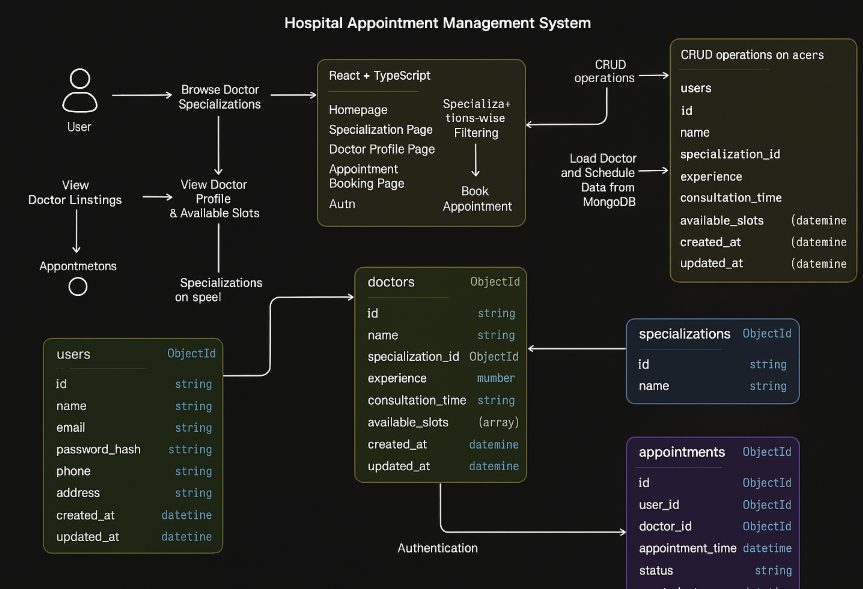 Hospital Appointment Management System
User
Browse Doctor
Specializations
View
Doctor Linstings
View Doctor
Profile
& Available Slots
Appontmetons
Specializations
on spee!
React + TypeScript
Homepage
Specialization Page
Doctor Profile Page
Appointment
Booking Page
Autn
Specializa+
tions-wise
Filtering
Book
Appointment
CRUD
operations
Load Doctor
and Schedule
Data from
MongoDB
CRUD operations on acers
users
id
name
specialization_id
experience
consultation_time
available_slots (datemine
created_at (datemine
updated_at (datemine
users ObjectId
id string
name string
email string
password_hash sttring
phone string
address string
created_at datetine
updated_at datetine
doctors ObjectId
id string
name string
specialization_id ObjectId
experience mumber
consultation_time string
available_slots (array)
created_at datemine
updated_at datemine
Authentication
specializations ObjectId
id string
name string
appointments ObjectId
id ObjectId
user_id ObjectId
doctor_id ObjectId
appointment_time datetime
status string